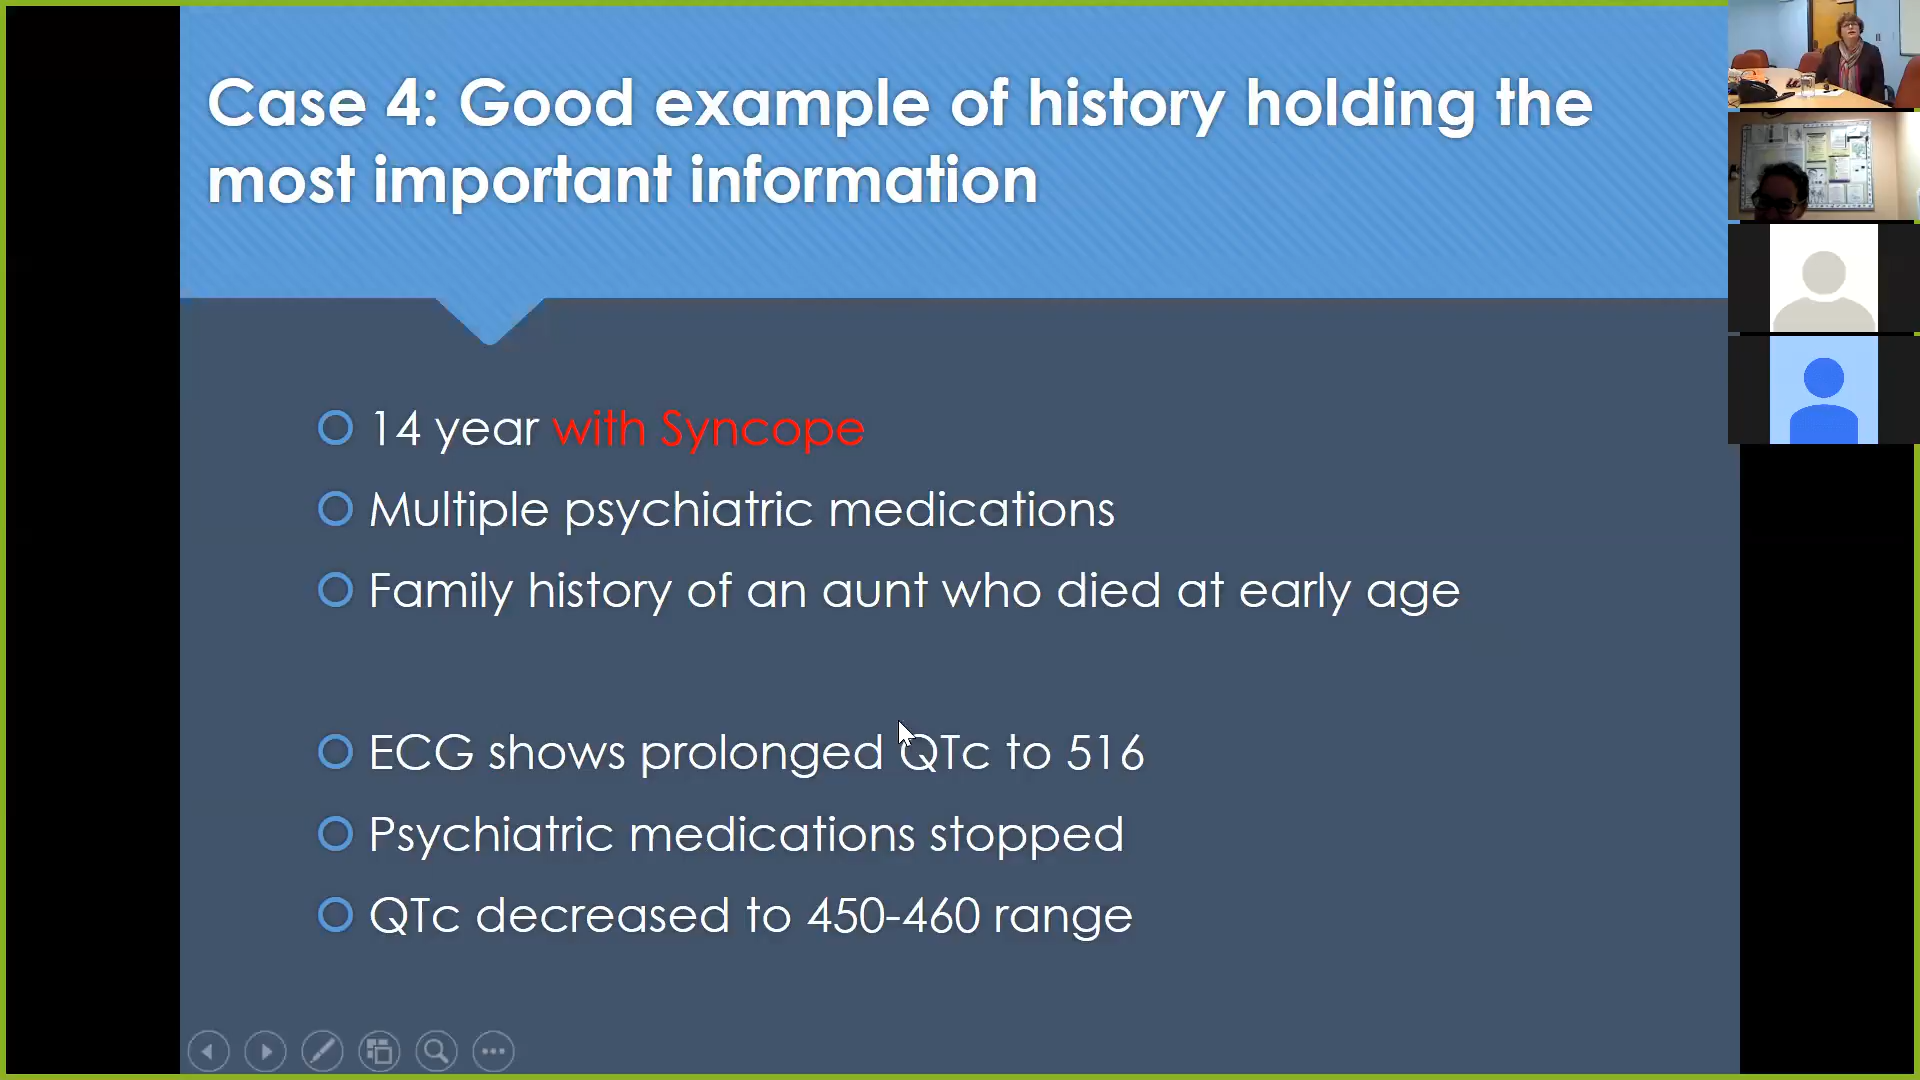 Case 4: Good example of history holding the
most important information
14 year with Syncope
Multiple psychiatric medications
Family history of an aunt who died at early age
ECG shows prolonged QTc to 516
Psychiatric medications stopped
QTc decreased to 450-460 range